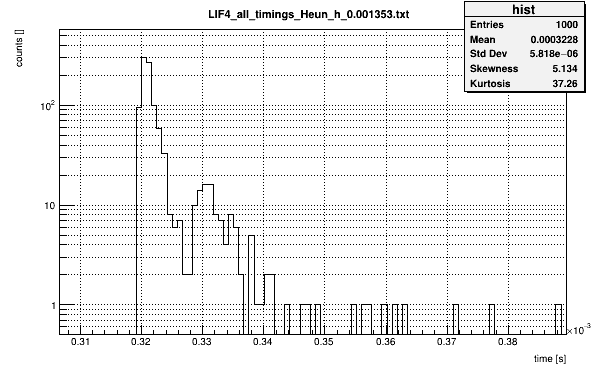 LIF4_all_timings_Heun_h_0.001353.txt
hist
Entries 1000
Mean 0.0003228
Std Dev 5.818e−06
Skewness 5.134
Kurtosis 37.26
counts []
10²
10
1
0.31 0.32 0.33 0.34 0.35 0.36 0.37 0.38
×10⁻³
time [s]